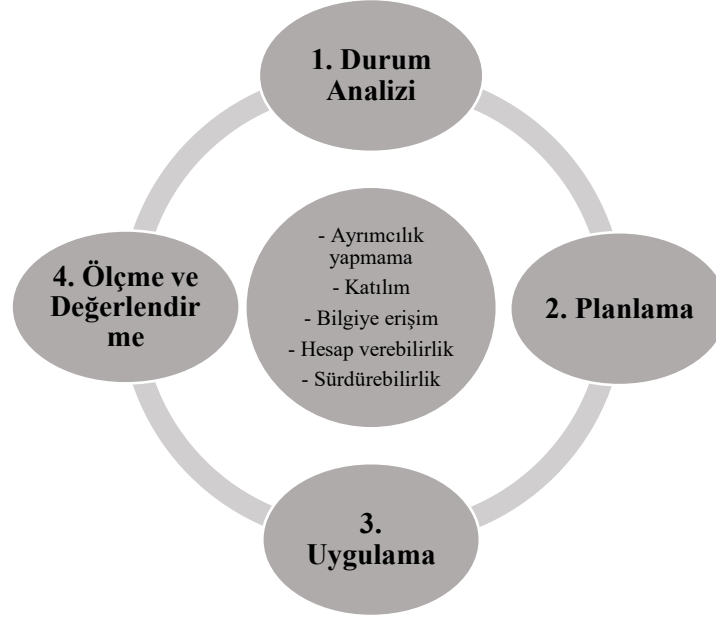 1. Durum
Analizi
- Ayrımcılık
yapmama
- Katılım
- Bilgiye erişim
- Hesap verebilirlik
- Sürdürebilirlik
4. Ölçme ve
Değerlendir
me
2. Planlama
3.
Uygulama